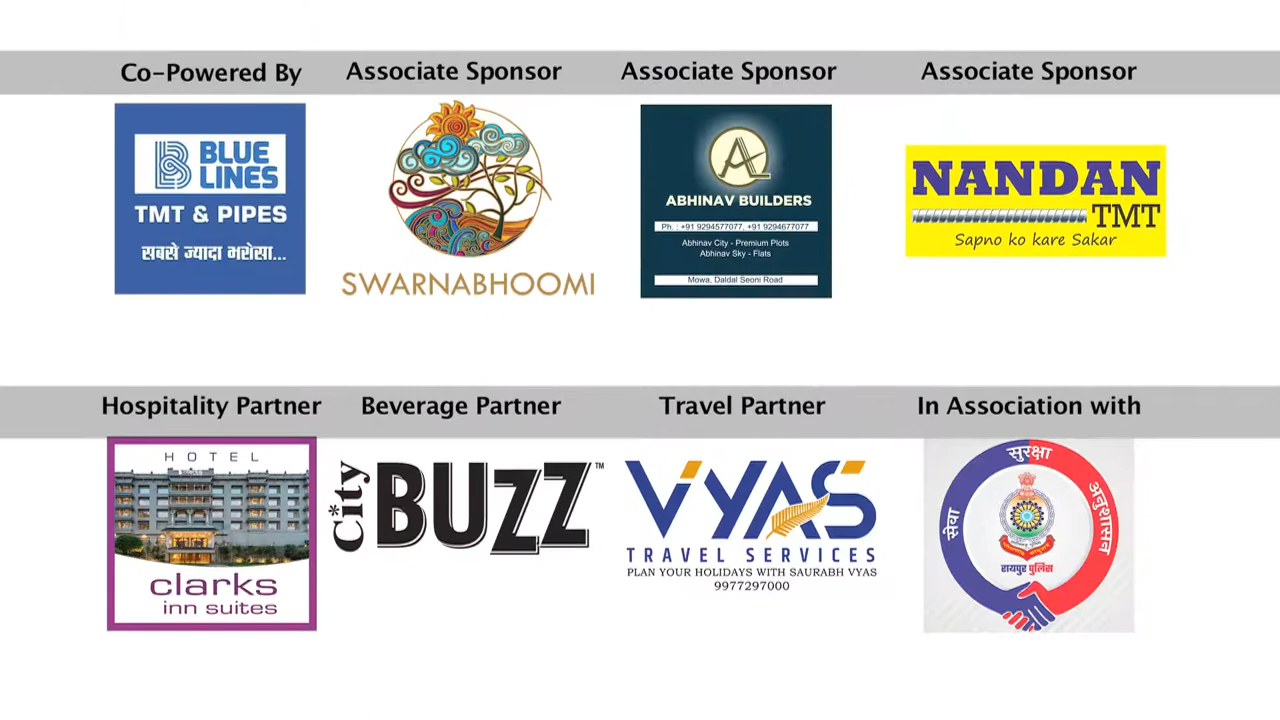 Co-Powered By
Associate Sponsor
Associate Sponsor
Associate Sponsor
BLUE
LINES
TMT & PIPES
सबसे ज्यादा भरोसा...
SWARNABHOOMI
ABHINAV BUILDERS
Ph. : +91 9294577077, +91 9294677077
Abhinav City - Premium Plots
Abhinav Sky - Flats
Mowa, Daldal Seoni Road
NANDAN
TMT
Sapno ko kare Sakar
Hospitality Partner
Beverage Partner
Travel Partner
In Association with
HOTEL
clarks
inn suites
City BUZZ™
VYAS
TRAVEL SERVICES
PLAN YOUR HOLIDAYS WITH SAURABH VYAS
9977297000
सेवा
सुरक्षा
अनुशासन
रायपुर पुलिस